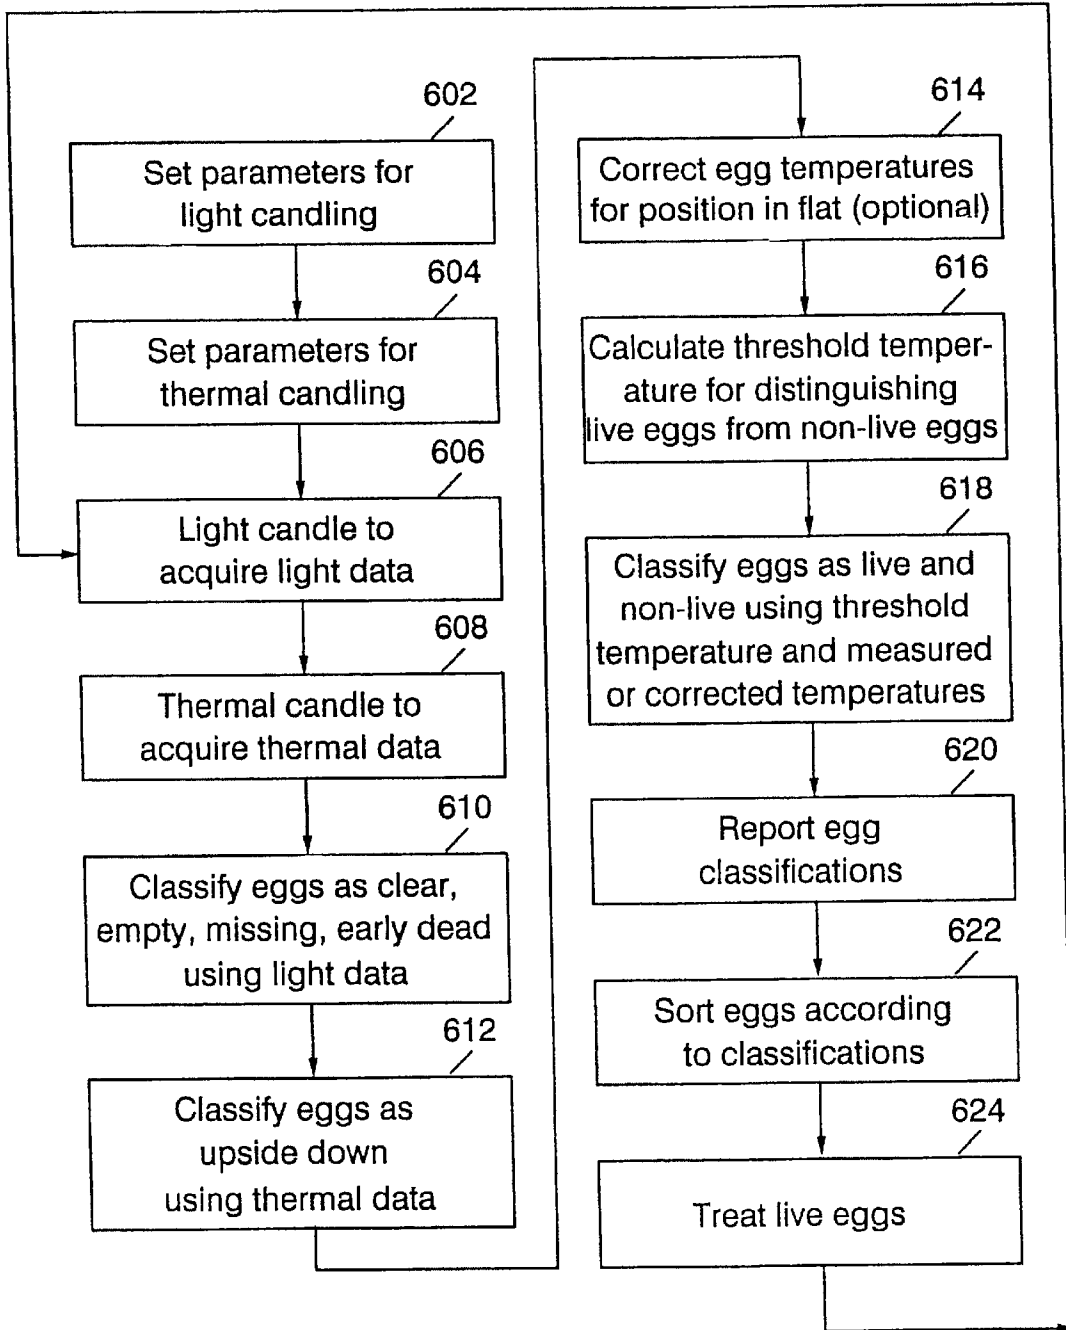 602
Set parameters for
light candling
604
Set parameters for
thermal candling
606
Light candle to
acquire light data
608
Thermal candle to
acquire thermal data
610
Classify eggs as clear,
empty, missing, early dead
using light data
612
Classify eggs as
upside down
using thermal data
614
Correct egg temperatures
for position in flat (optional)
616
Calculate threshold temper-
ature for distinguishing
live eggs from non-live eggs
618
Classify eggs as live and
non-live using threshold
temperature and measured
or corrected temperatures
620
Report egg
classifications
622
Sort eggs according
to classifications
624
Treat live eggs